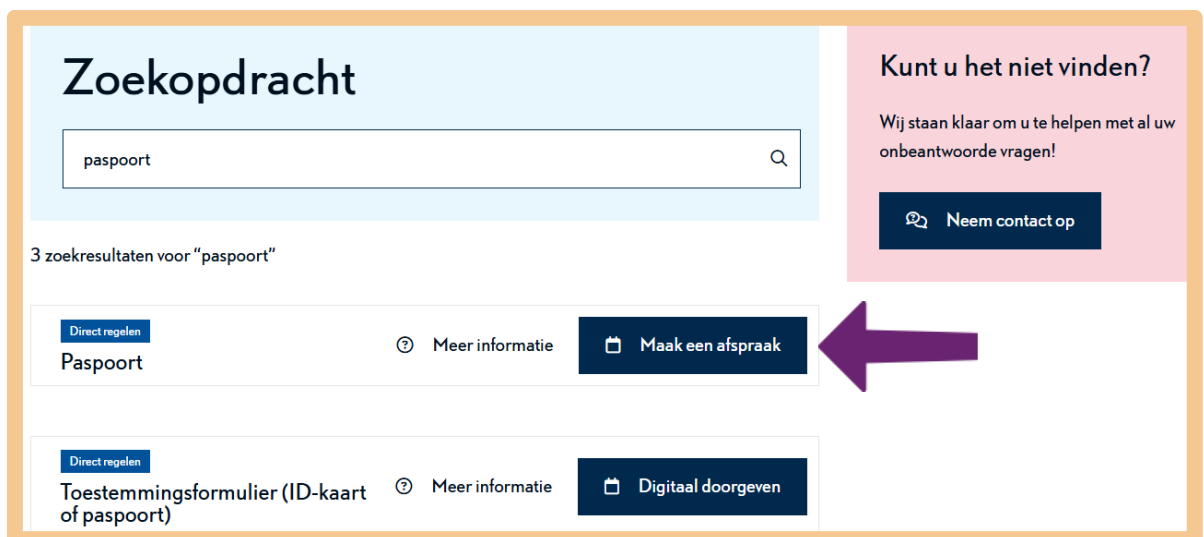 Zoekopdracht
paspoort
3 zoekresultaten voor “paspoort”
Direct regelen
Paspoort
Meer informatie
Maak een afspraak
Direct regelen
Toestemmingsformulier (ID-kaart
of paspoort)
Meer informatie
Digitaal doorgeven
Kunt u het niet vinden?
Wij staan klaar om u te helpen met al uw
onbeantwoorde vragen!
Neem contact op